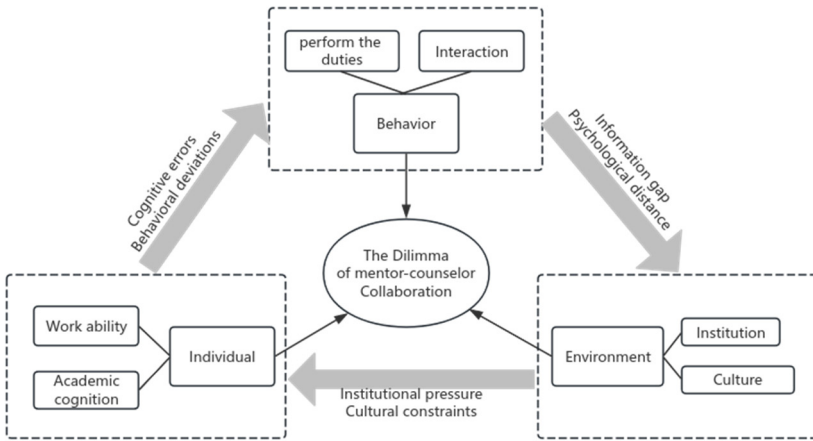 perform the
duties
Interaction
Behavior
Cognitive errors
Behavioral deviations
Information gap
Psychological distance
The Dilimma
of mentor-counselor
Collaboration
Work ability
Individual
Academic
cognition
Environment
Institution
Culture
Institutional pressure
Cultural constraints